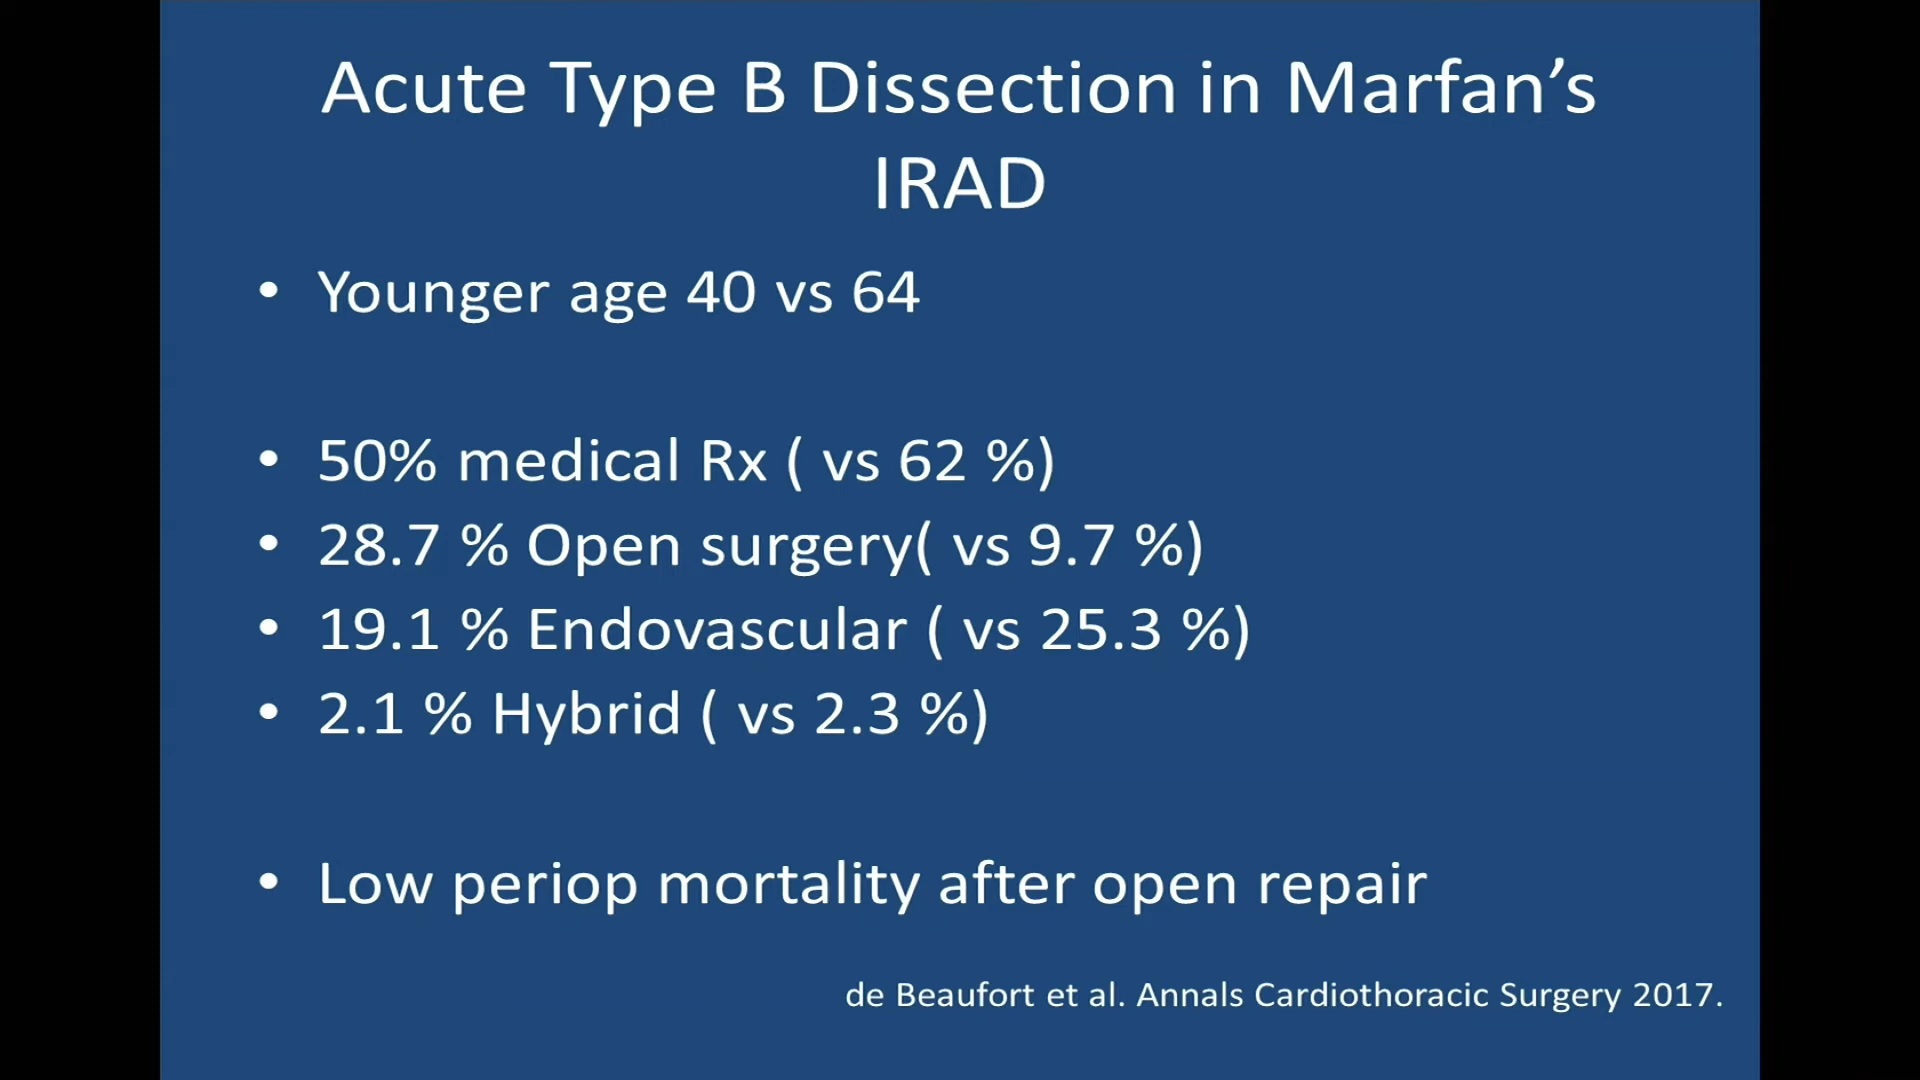 Acute Type B Dissection in Marfan’s
IRAD
• Younger age 40 vs 64
• 50% medical Rx ( vs 62 %)
• 28.7 % Open surgery( vs 9.7 %)
• 19.1 % Endovascular ( vs 25.3 %)
• 2.1 % Hybrid ( vs 2.3 %)
• Low periop mortality after open repair
de Beaufort et al. Annals Cardiothoracic Surgery 2017.